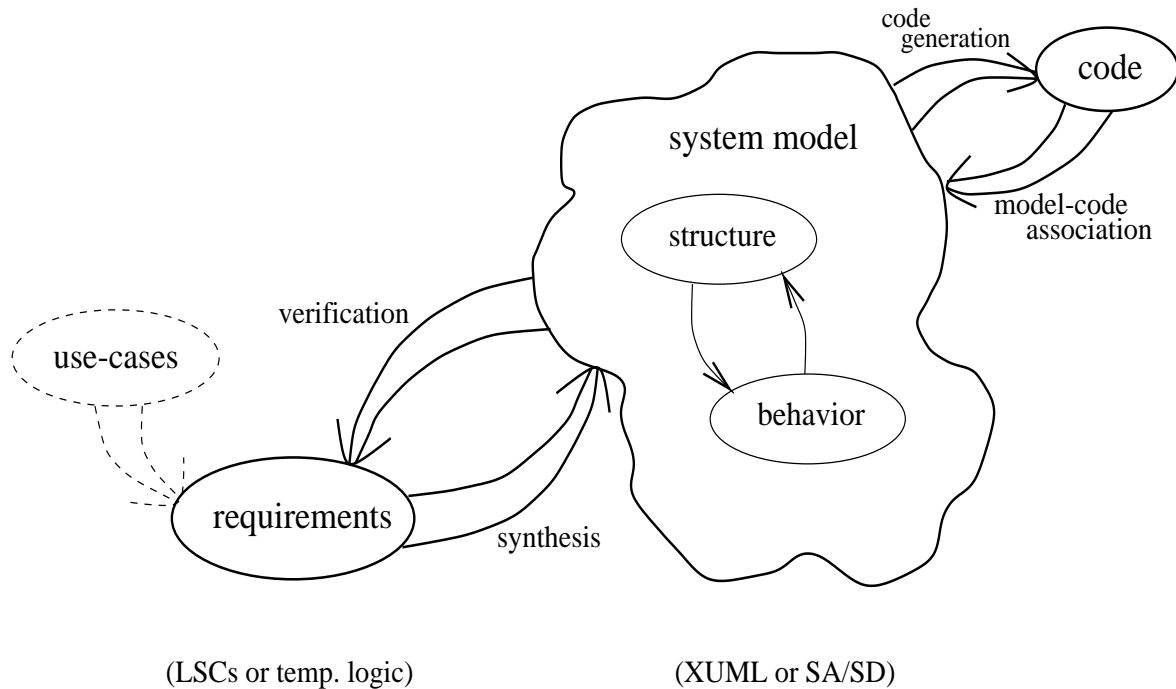 code
generation
code
system model
model-code
association
structure
verification
use-cases
behavior
requirements
synthesis
(LSCs or temp. logic)
(XUML or SA/SD)